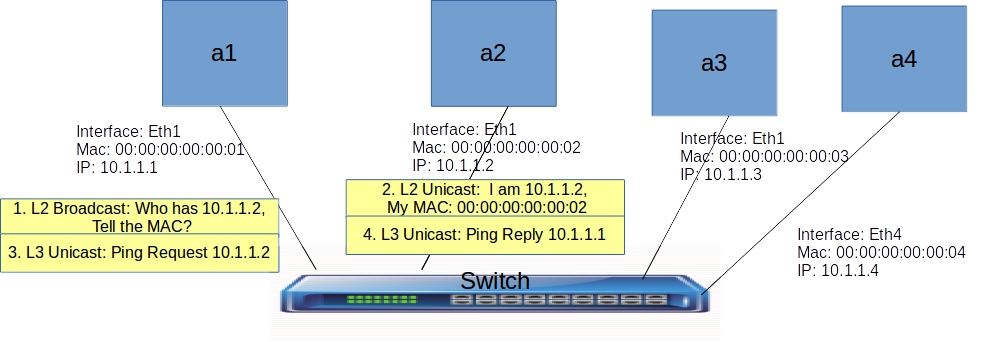 a1
a2
a3
a4
Interface: Eth1
Mac: 00:00:00:00:00:01
IP: 10.1.1.1
Interface: Eth1
Mac: 00:00:00:00:00:02
IP: 10.1.1.2
Interface: Eth1
Mac: 00:00:00:00:00:03
IP: 10.1.1.3
1. L2 Broadcast: Who has 10.1.1.2,
Tell the MAC?
3. L3 Unicast: Ping Request 10.1.1.2
2. L2 Unicast:  I am 10.1.1.2,
My MAC: 00:00:00:00:00:02
4. L3 Unicast: Ping Reply 10.1.1.1
Interface: Eth4
Mac: 00:00:00:00:00:04
IP: 10.1.1.4
Switch